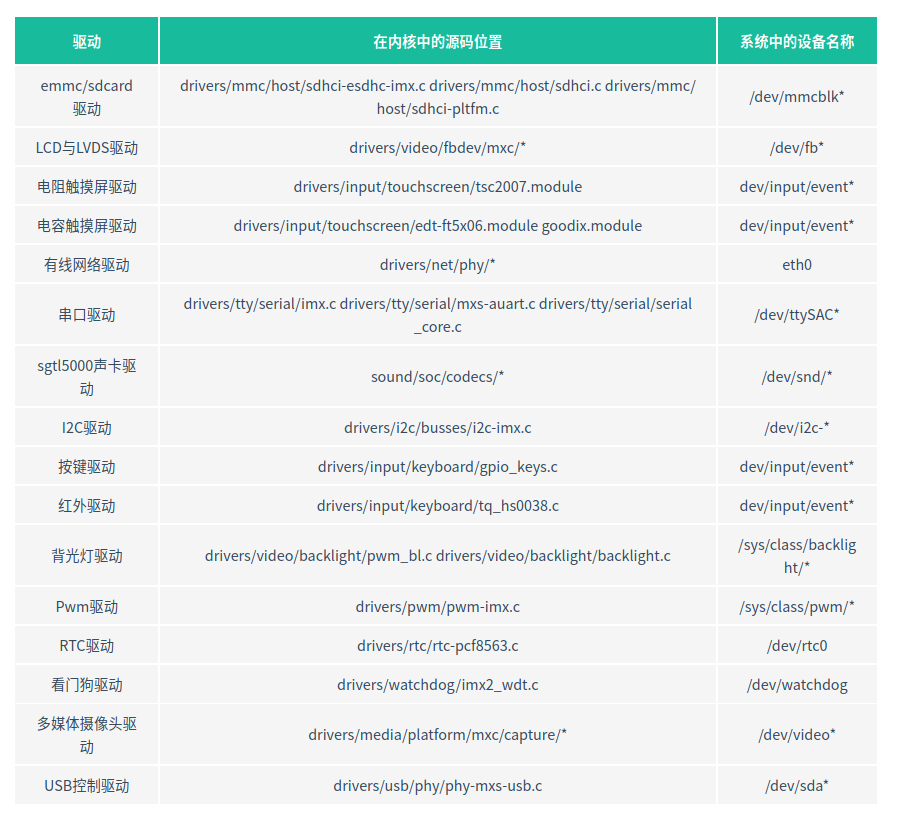 驱动
在内核中的源码位置
系统中的设备名称
emmc/sdcard
驱动
drivers/mmc/host/sdhci-esdhc-imx.c drivers/mmc/host/sdhci.c drivers/mmc/
host/sdhci-pltfm.c
/dev/mmcblk*
LCD与LVDS驱动
drivers/video/fbdev/mxc/*
/dev/fb*
电阻触摸屏驱动
drivers/input/touchscreen/tsc2007.module
dev/input/event*
电容触摸屏驱动
drivers/input/touchscreen/edt-ft5x06.module goodix.module
dev/input/event*
有线网络驱动
drivers/net/phy/*
eth0
串口驱动
drivers/tty/serial/imx.c drivers/tty/serial/mxs-auart.c drivers/tty/serial/serial
_core.c
/dev/ttySAC*
sgtl5000声卡驱
动
sound/soc/codecs/*
/dev/snd/*
I2C驱动
drivers/i2c/busses/i2c-imx.c
/dev/i2c-*
按键驱动
drivers/input/keyboard/gpio_keys.c
dev/input/event*
红外驱动
drivers/input/keyboard/tq_hs0038.c
dev/input/event*
背光灯驱动
drivers/video/backlight/pwm_bl.c drivers/video/backlight/backlight.c
/sys/class/backlig
ht/*
Pwm驱动
drivers/pwm/pwm-imx.c
/sys/class/pwm/*
RTC驱动
drivers/rtc/rtc-pcf8563.c
/dev/rtc0
看门狗驱动
drivers/watchdog/imx2_wdt.c
/dev/watchdog
多媒体摄像头驱
动
drivers/media/platform/mxc/capture/*
/dev/video*
USB控制驱动
drivers/usb/phy/phy-mxs-usb.c
/dev/sda*